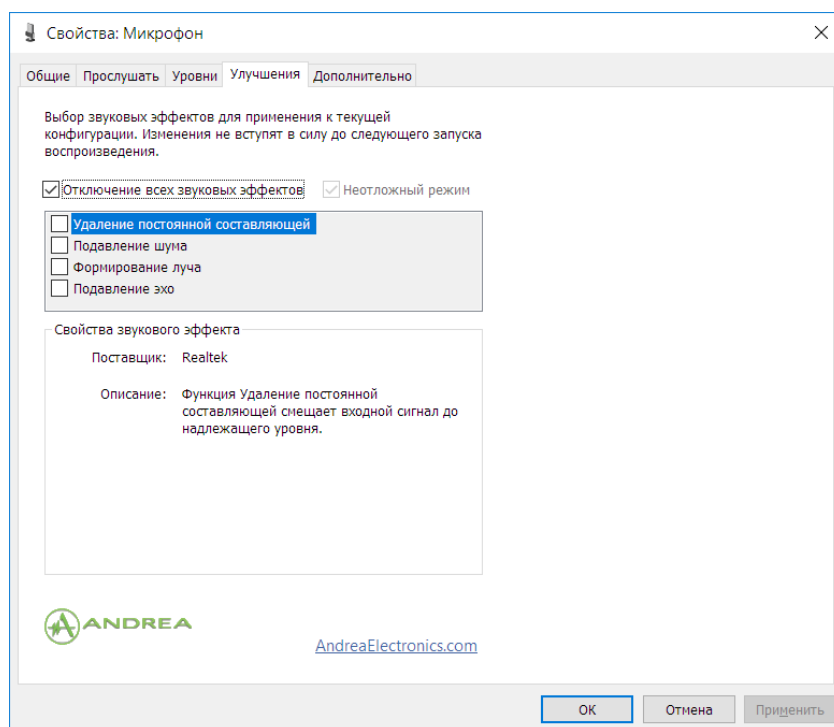 Свойства: Микрофон
Общие Прослушать Уровни Улучшения Дополнительно
Выбор звуковых эффектов для применения к текущей
конфигурации. Изменения не вступят в силу до следующего запуска
воспроизведения.
Отключение всех звуковых эффектов Неотложный режим
Удаление постоянной составляющей
Подавление шума
Формирование луча
Подавление эхо
Свойства звукового эффекта
Поставщик: Realtek
Описание: Функция Удаление постоянной
составляющей смещает входной сигнал до
надлежащего уровня.
ANDREA
AndreaElectronics.com
ОК Отмена Применить